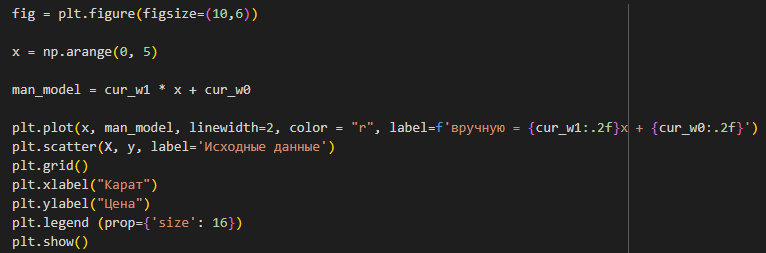 fig = plt.figure(figsize=(10,6))
x = np.arange(0, 5)
man_model = cur_w1 * x + cur_w0
plt.plot(x, man_model, linewidth=2, color = "r", label=f'вручную = {cur_w1:.2f}x + {cur_w0:.2f}')
plt.scatter(X, y, label='Исходные данные')
plt.grid()
plt.xlabel("Карат")
plt.ylabel("Цена")
plt.legend (prop={'size': 16})
plt.show()